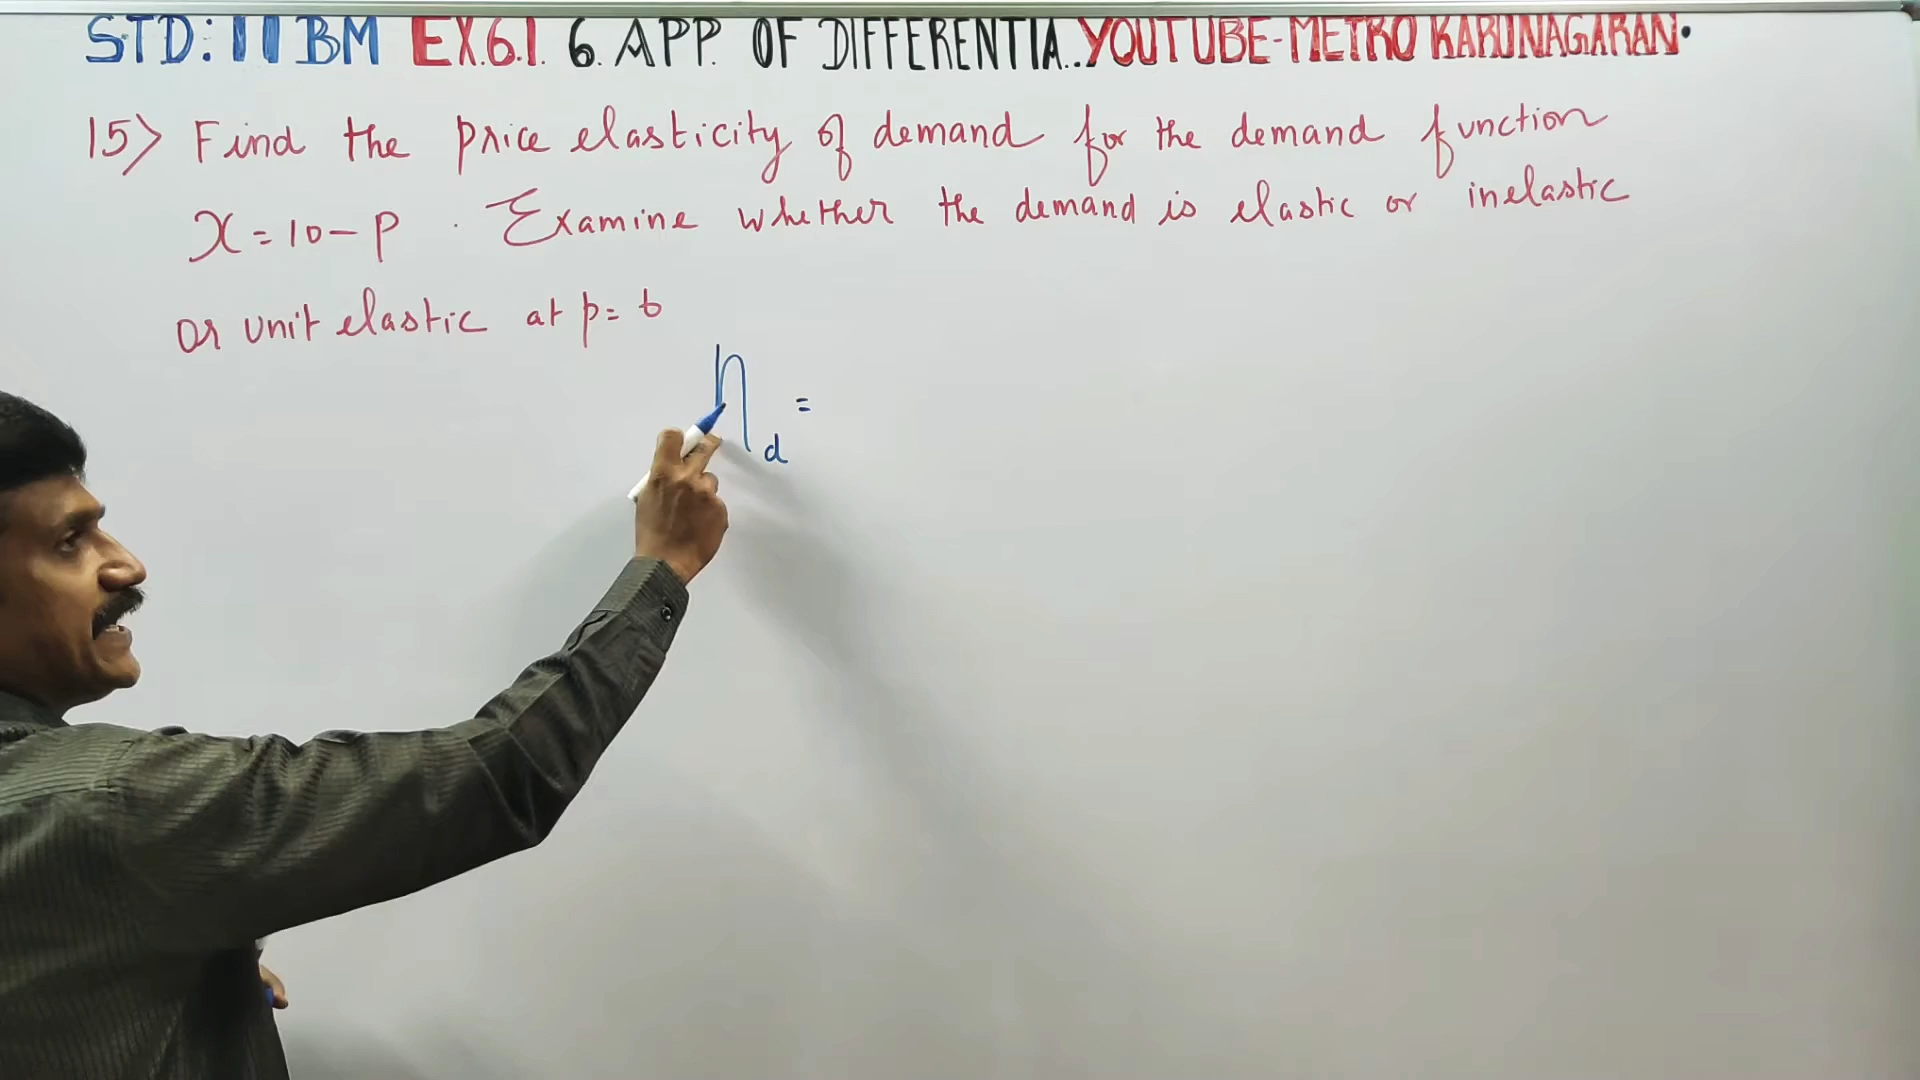 STD: 11 BM EX.6.1. 6. APP. OF DIFFERENTIA.. YOUTUBE-METRO KARUNAGARAN.
15) Find the price elasticity of demand for the demand function
x = 10 - p. Examine whether the demand is elastic or inelastic
or unit elastic at p = 6
η_d =